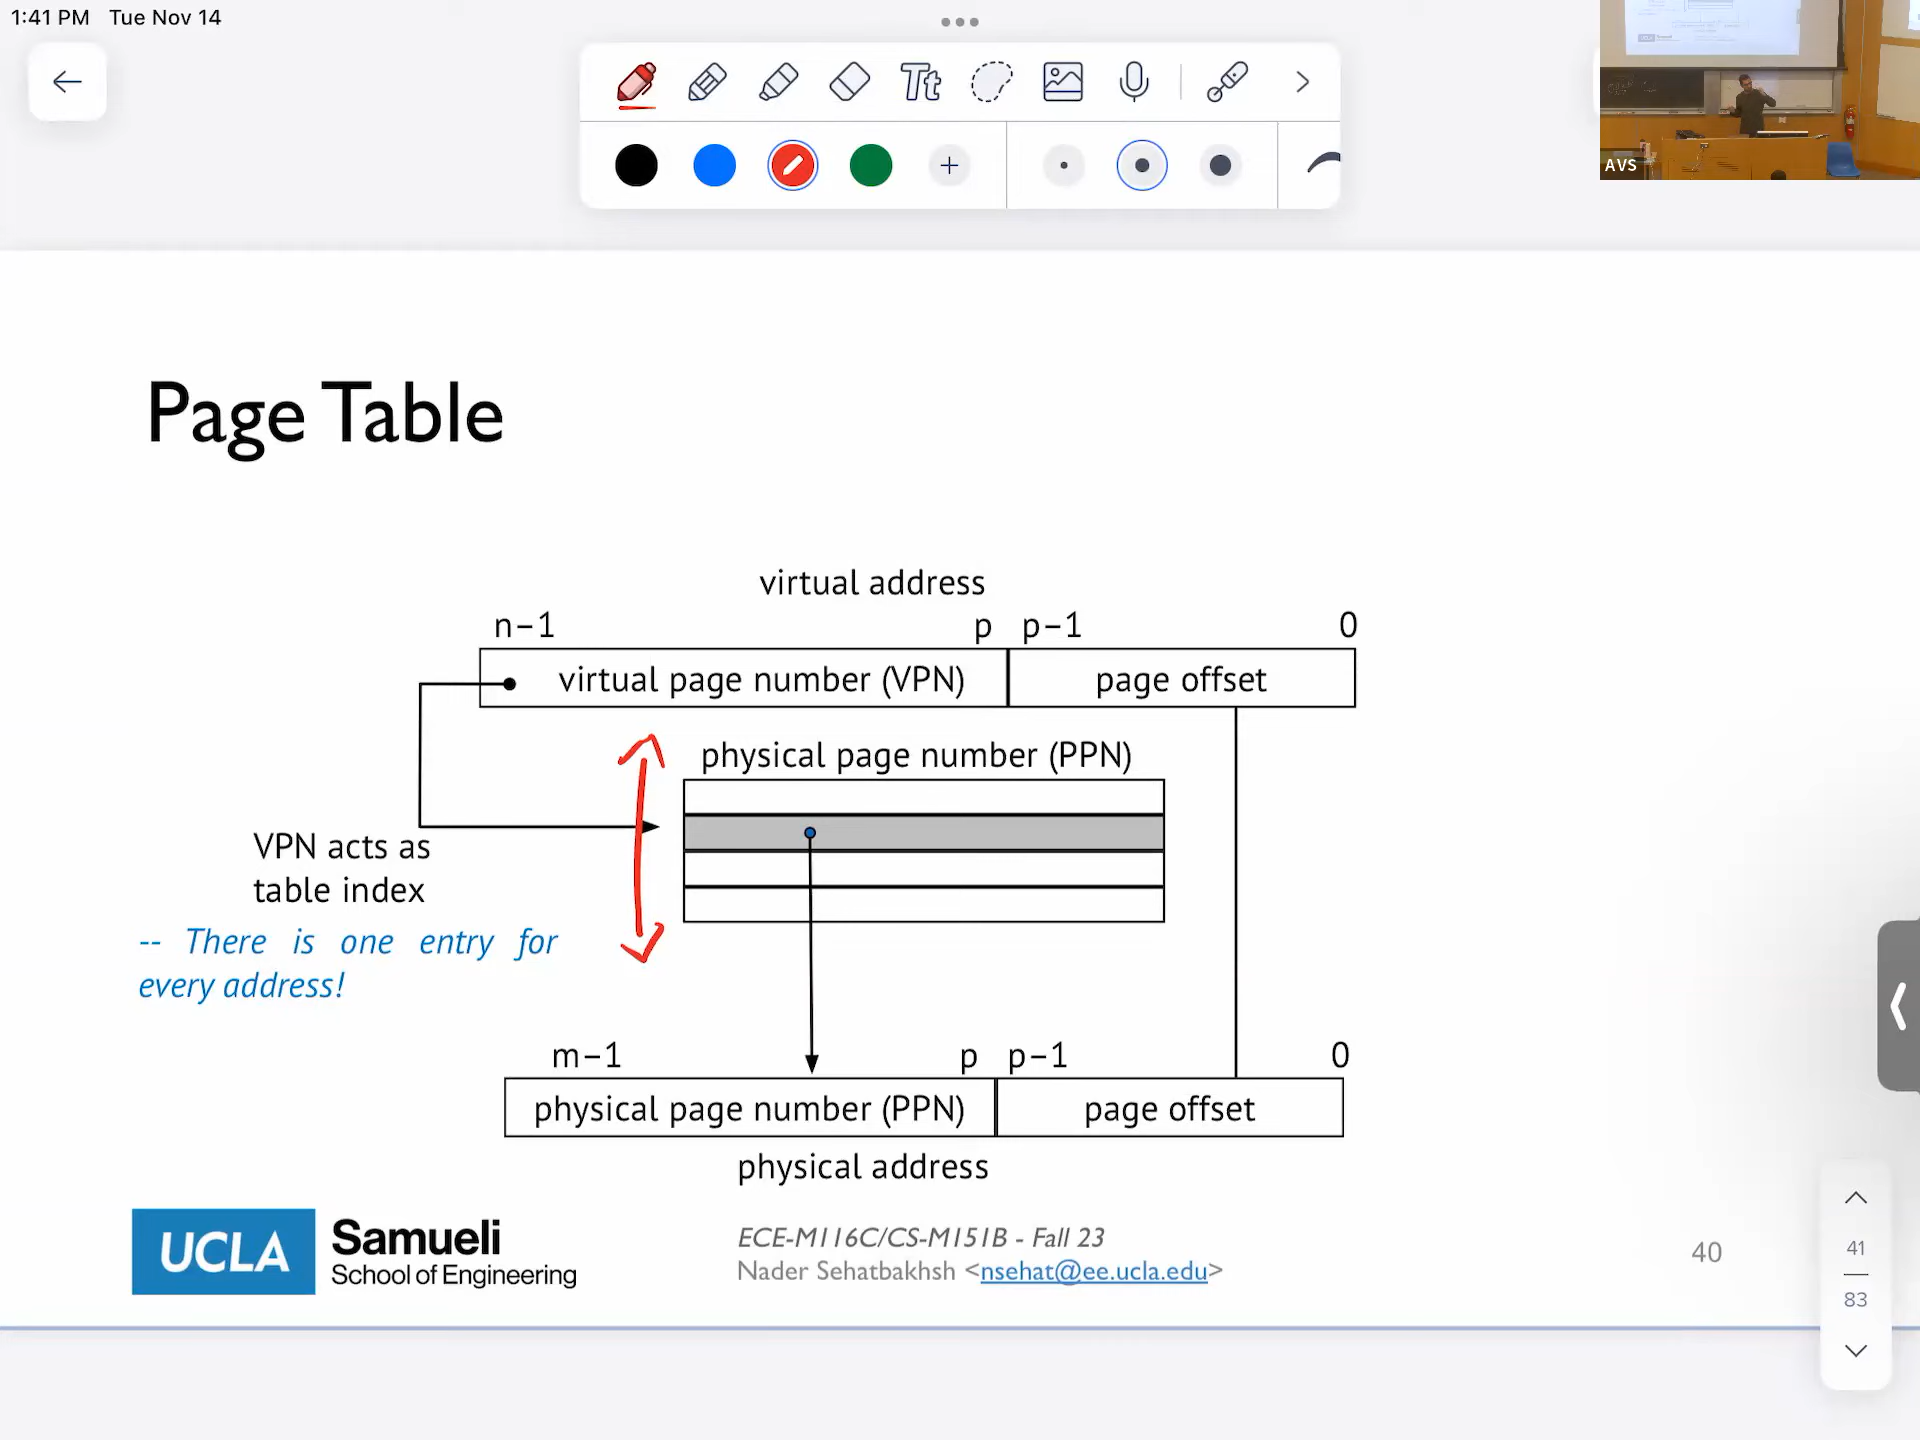 1:41 PM Tue Nov 14
Tt
AVS
Page Table
virtual address
n-1 p p-1 0
virtual page number (VPN) page offset
physical page number (PPN)
VPN acts as
table index
-- There is one entry for
every address!
m-1 p p-1 0
physical page number (PPN) page offset
physical address
UCLA Samueli
School of Engineering
ECE-M116C/CS-M151B - Fall 23
Nader Sehatbakhsh <nsehat@ee.ucla.edu>
40
41
83